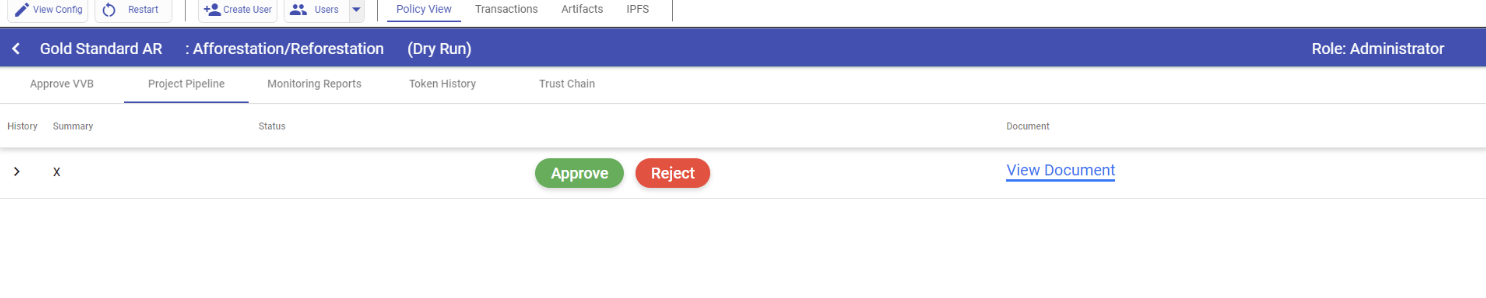 View Config Restart Create User Users Policy View Transactions Artifacts IPFS
Gold Standard AR : Afforestation/Reforestation (Dry Run) Role: Administrator
Approve VVB Project Pipeline Monitoring Reports Token History Trust Chain
History Summary Status Document
X Approve Reject View Document